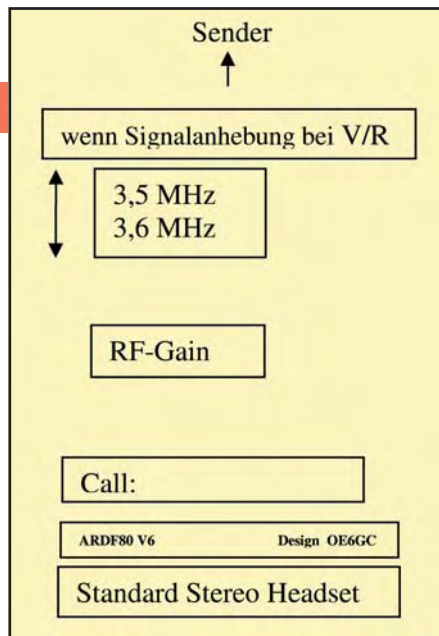 Sender
wenn Signalanhebung bei V/R
3,5 MHz
3,6 MHz
RF-Gain
Call:
ARDF80 V6 Design OE6GC
Standard Stereo Headset